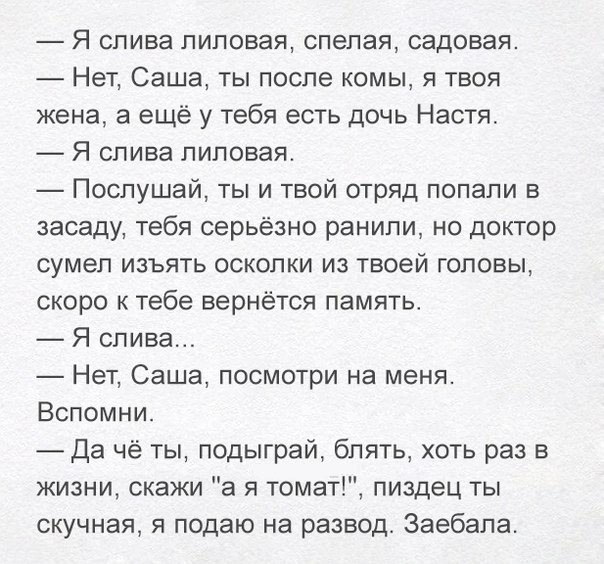 — Я слива лиловая, спелая, садовая.
— Нет, Саша, ты после комы, я твоя
жена, а ещё у тебя есть дочь Настя.
— Я слива лиловая.
— Послушай, ты и твой отряд попали в
засаду, тебя серьёзно ранили, но доктор
сумел изъять осколки из твоей головы,
скоро к тебе вернётся память.
— Я слива...
— Нет, Саша, посмотри на меня.
Вспомни.
— Да чё ты, подыграй, блять, хоть раз в
жизни, скажи "а я томат!", пиздец ты
скучная, я подаю на развод. Заебала.